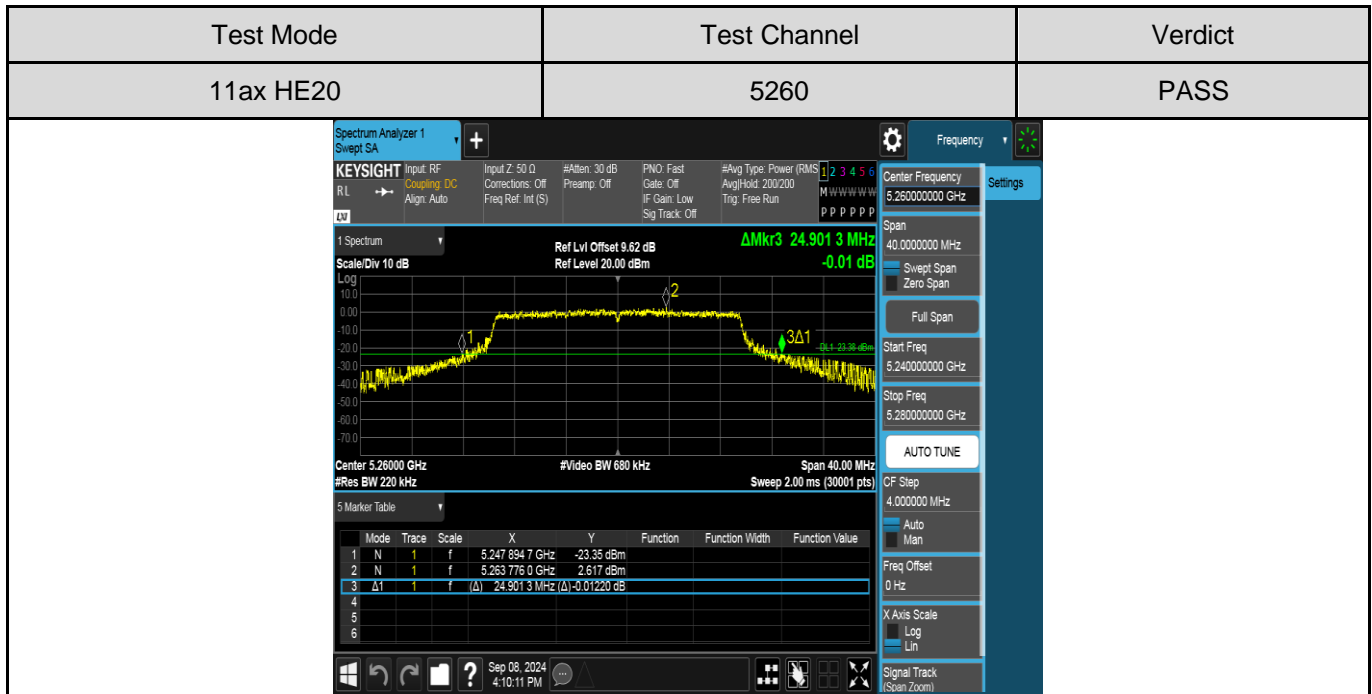 Test Mode Test Channel Verdict
11ax HE20 5260 PASS
Spectrum Analyzer 1
Swept SA
+
Frequency
KEYSIGHT Input: RF Input Z: 50 Ω #Atten: 30 dB PNO: Fast #Avg Type: Power (RMS 1 2 3 4 5 6
RL Coupling: DC Corrections: Off Preamp: Off Gate: Off Avg|Hold: 200/200 M W W W W W
Align: Auto Freq Ref: Int (S) IF Gain: Low Trig: Free Run
LXI Sig Track: Off P P P P P P
Settings
Center Frequency
5.260000000 GHz
Span
40.0000000 MHz
Swept Span
Zero Span
Full Span
Start Freq
5.240000000 GHz
Stop Freq
5.280000000 GHz
AUTO TUNE
CF Step
4.000000 MHz
Auto
Man
Freq Offset
0 Hz
X Axis Scale
Log
Lin
Signal Track
(Span Zoom)
1 Spectrum Ref Lvl Offset 9.62 dB ΔMkr3 24.901 3 MHz
Scale/Div 10 dB Ref Level 20.00 dBm -0.01 dB
Log
10.0
0.00
-10.0
-20.0
-30.0
-40.0
-50.0
-60.0
-70.0
1
2
3Δ1
DL1 -23.38 dBm
Center 5.26000 GHz #Video BW 680 kHz Span 40.00 MHz
#Res BW 220 kHz Sweep 2.00 ms (30001 pts)
5 Marker Table
Mode Trace Scale X Y Function Function Width Function Value
1 N 1 f 5.247 894 7 GHz -23.35 dBm
2 N 1 f 5.263 776 0 GHz 2.617 dBm
3 Δ1 1 f (Δ) 24.901 3 MHz (Δ) -0.01220 dB
4
5
6
? Sep 08, 2024
4:10:11 PM